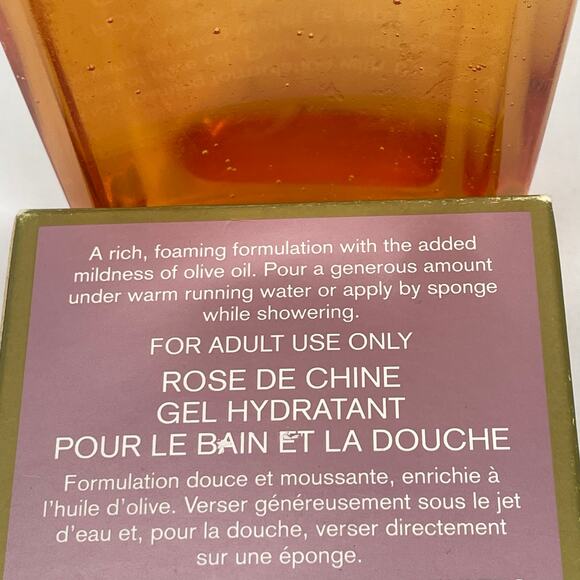 A rich, foaming formulation with the added
mildness of olive oil. Pour a generous amount
under warm running water or apply by sponge
while showering.
FOR ADULT USE ONLY
ROSE DE CHINE
GEL HYDRATANT
POUR LE BAIN ET LA DOUCHE
Formulation douce et moussante, enrichie à
l'huile d'olive. Verser généreusement sous le jet
d'eau et, pour la douche, verser directement
sur une éponge.